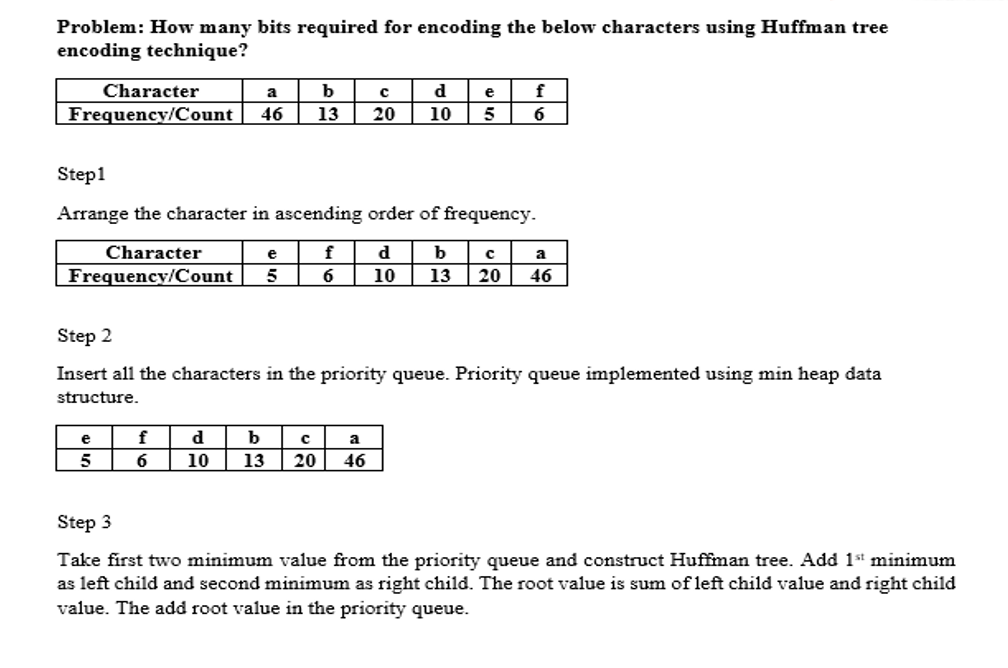 Problem: How many bits required for encoding the below characters using Huffman tree
encoding technique?
Character a b c d e f
Frequency/Count 46 13 20 10 5 6
Step1
Arrange the character in ascending order of frequency.
Character e f d b c a
Frequency/Count 5 6 10 13 20 46
Step 2
Insert all the characters in the priority queue. Priority queue implemented using min heap data
structure.
e f d b c a
5 6 10 13 20 46
Step 3
Take first two minimum value from the priority queue and construct Huffman tree. Add 1st minimum
as left child and second minimum as right child. The root value is sum of left child value and right child
value. The add root value in the priority queue.